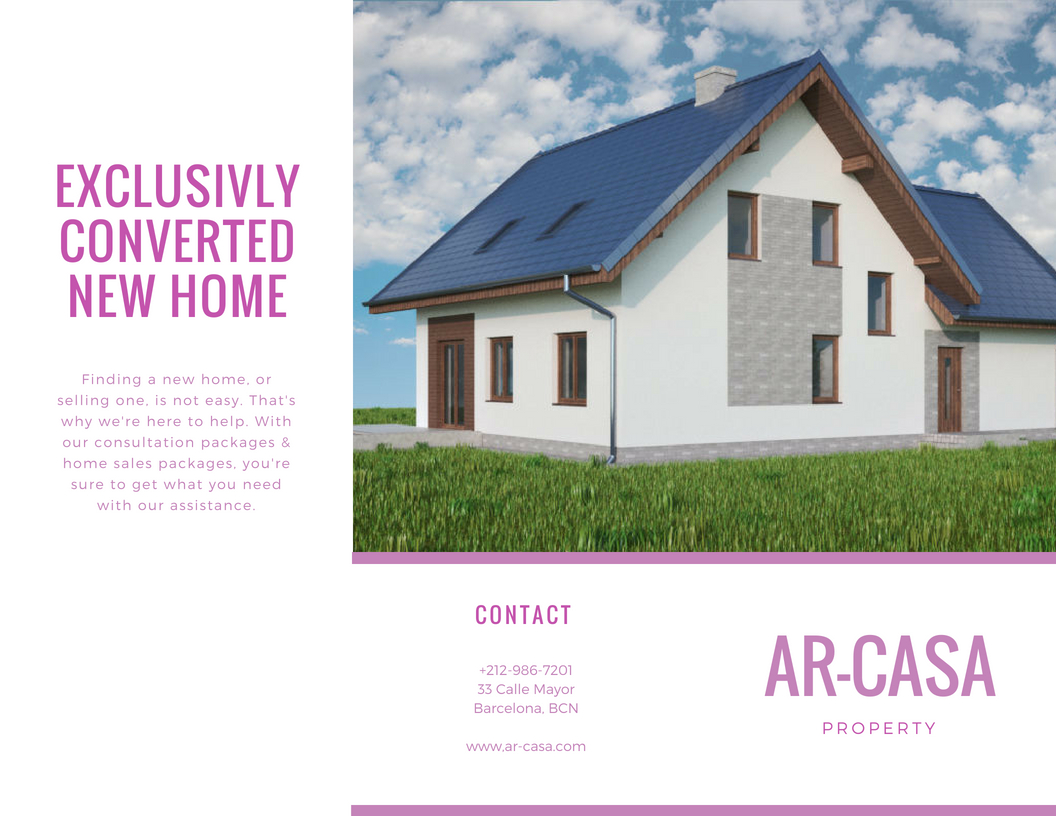 EXCLUSIVLY
CONVERTED
NEW HOME
Finding a new home, or
selling one, is not easy. That's
why we're here to help. With
our consultation packages &
home sales packages, you're
sure to get what you need
with our assistance.
CONTACT
+212-986-7201
33 Calle Mayor
Barcelona, BCN
www,ar-casa.com
AR-CASA
PROPERTY